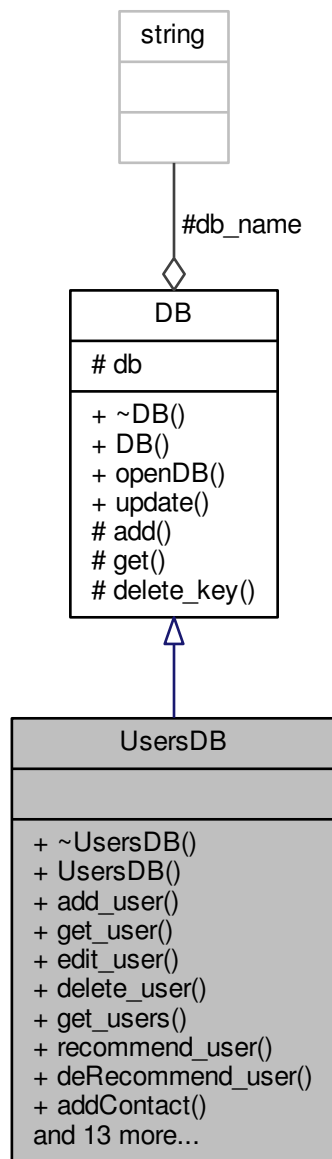 string
#db_name
DB
# db
+ ~DB()
+ DB()
+ openDB()
+ update()
# add()
# get()
# delete_key()
UsersDB
+ ~UsersDB()
+ UsersDB()
+ add_user()
+ get_user()
+ edit_user()
+ delete_user()
+ get_users()
+ recommend_user()
+ deRecommend_user()
+ addContact()
and 13 more...